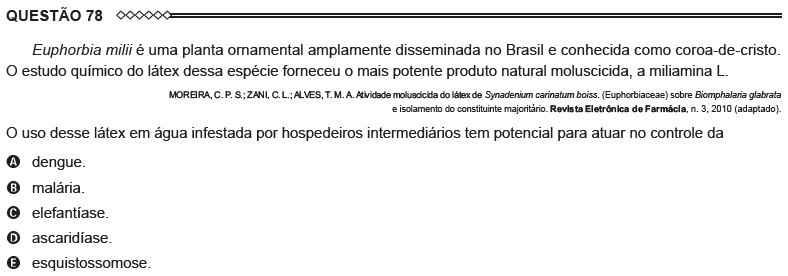 QUESTÃO 78
Euphorbia milii é uma planta ornamental amplamente disseminada no Brasil e conhecida como coroa-de-cristo.
O estudo químico do látex dessa espécie forneceu o mais potente produto natural moluscicida, a miliamina L.
MOREIRA, C. P. S.; ZANI, C. L.; ALVES, T. M. A. Atividade moluscicida do látex de Synadenium carinatum boiss. (Euphorbiaceae) sobre Biomphalaria glabrata
e isolamento do constituinte majoritário. Revista Eletrônica de Farmácia, n. 3, 2010 (adaptado).
O uso desse látex em água infestada por hospedeiros intermediários tem potencial para atuar no controle da
A dengue.
B malária.
C elefantíase.
D ascaridíase.
E esquistossomose.